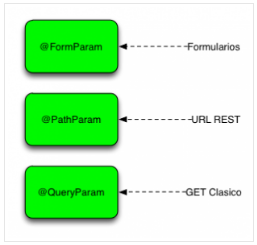 @FormParam Formularios
@PathParam URL REST
@QueryParam GET Clasico